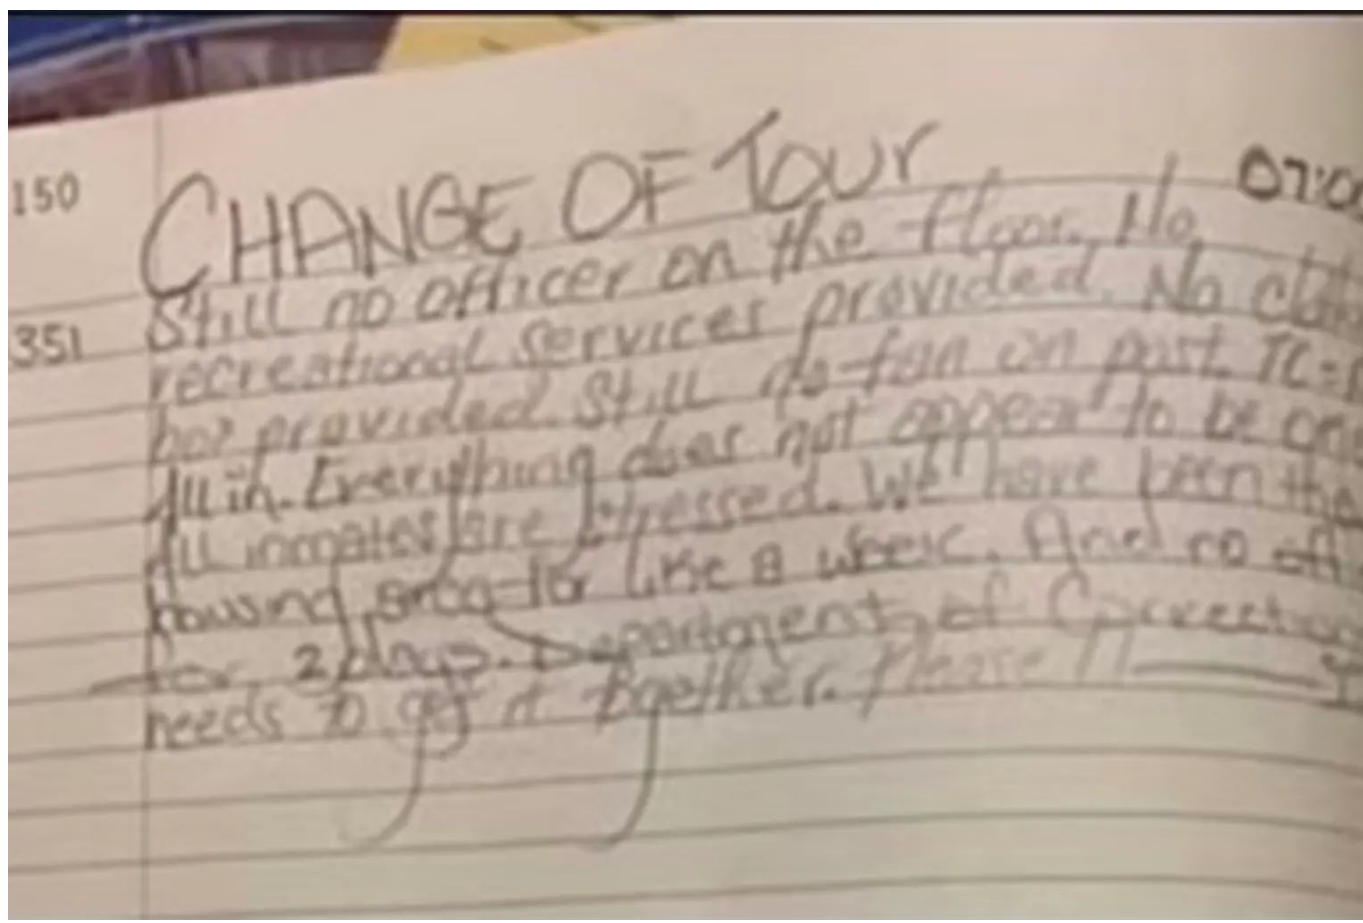 150 CHANGE OF Tour 07:0
351 Still no officer on the floor. No
recreational services provided. No
not provided. Still no fan on post.
All in. Everything does not appear to be
All inmates are stressed. We have been
housing area for like a week. And no
for 2 days. Department of Correction
needs to get it together. Please!!